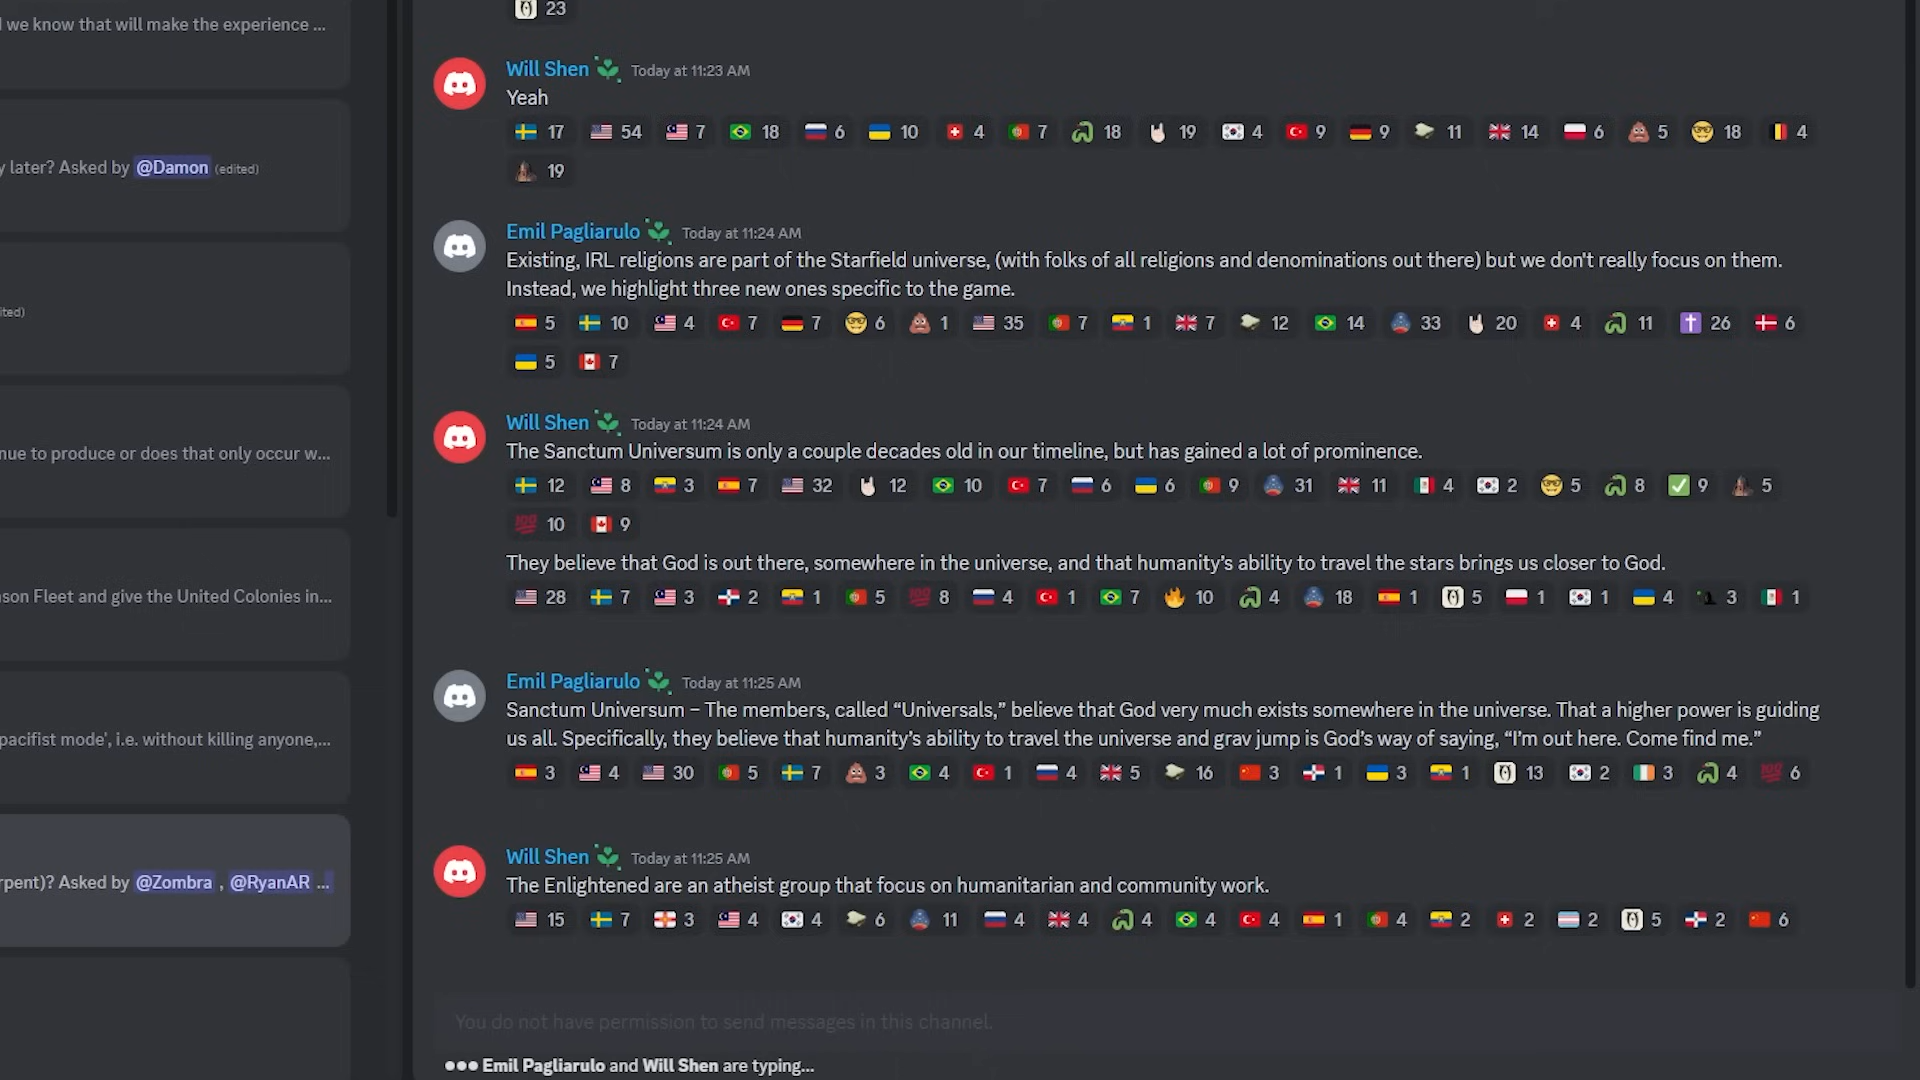 we know that will make the experience ...
y later? Asked by @Damon (edited)
ited)
nue to produce or does that only occur w...
son Fleet and give the United Colonies in...
pacifist mode', i.e. without killing anyone,...
rpent)? Asked by @Zombra , @RyanAR ...
23
Will Shen Today at 11:23 AM
Yeah
17 54 7 18 6 10 4 7 18 19 4 9 9 11 14 6 5 18 4
19
Emil Pagliarulo Today at 11:24 AM
Existing, IRL religions are part of the Starfield universe, (with folks of all religions and denominations out there) but we don't really focus on them.
Instead, we highlight three new ones specific to the game.
5 10 4 7 7 6 1 35 7 1 7 12 14 33 20 4 11 26 6
5 7
Will Shen Today at 11:24 AM
The Sanctum Universum is only a couple decades old in our timeline, but has gained a lot of prominence.
12 8 3 7 32 12 10 7 6 6 9 31 11 4 2 5 8 9 5
10 9
They believe that God is out there, somewhere in the universe, and that humanity's ability to travel the stars brings us closer to God.
28 7 3 2 1 5 8 4 1 7 10 4 18 1 5 1 1 4 3 1
Emil Pagliarulo Today at 11:25 AM
Sanctum Universum – The members, called “Universals,” believe that God very much exists somewhere in the universe. That a higher power is guiding
us all. Specifically, they believe that humanity's ability to travel the universe and grav jump is God's way of saying, “I'm out here. Come find me.”
3 4 30 5 7 3 4 1 4 5 16 3 1 3 1 13 2 3 4 6
Will Shen Today at 11:25 AM
The Enlightened are an atheist group that focus on humanitarian and community work.
15 7 3 4 4 6 11 4 4 4 4 4 1 4 2 2 2 5 2 6
You do not have permission to send messages in this channel.
Emil Pagliarulo and Will Shen are typing...